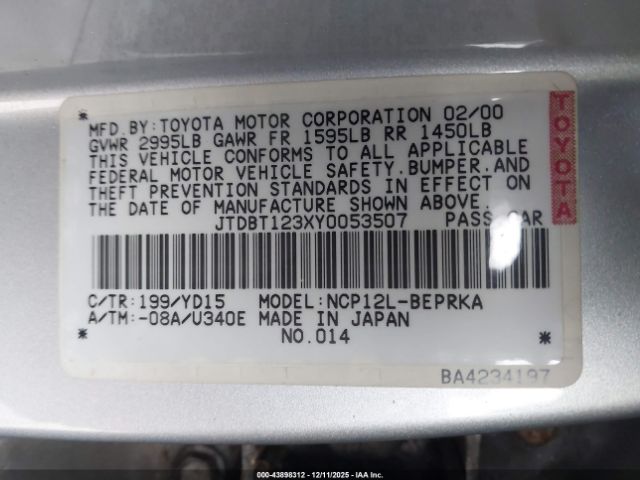 MFD.BY:TOYOTA MOTOR CORPORATION 02/00
GVWR 2995LB GAWR FR 1595LB RR 1450LB
THIS VEHICLE CONFORMS TO ALL APPLICABLE
FEDERAL MOTOR VEHICLE SAFETY.BUMPER.AND
THEFT PREVENTION STANDARDS IN EFFECT ON
THE DATE OF MANUFACTURE SHOWN ABOVE.
JTDBT123XY0053507 PASS CAR
TOYOTA
C/TR:199/YD15 MODEL:NCP12L-BEPRKA
A/TM:-08A/U340E MADE IN JAPAN
* NO.014 *
BA4234197
000-43898312 • 12/11/2025 • IAA Inc.